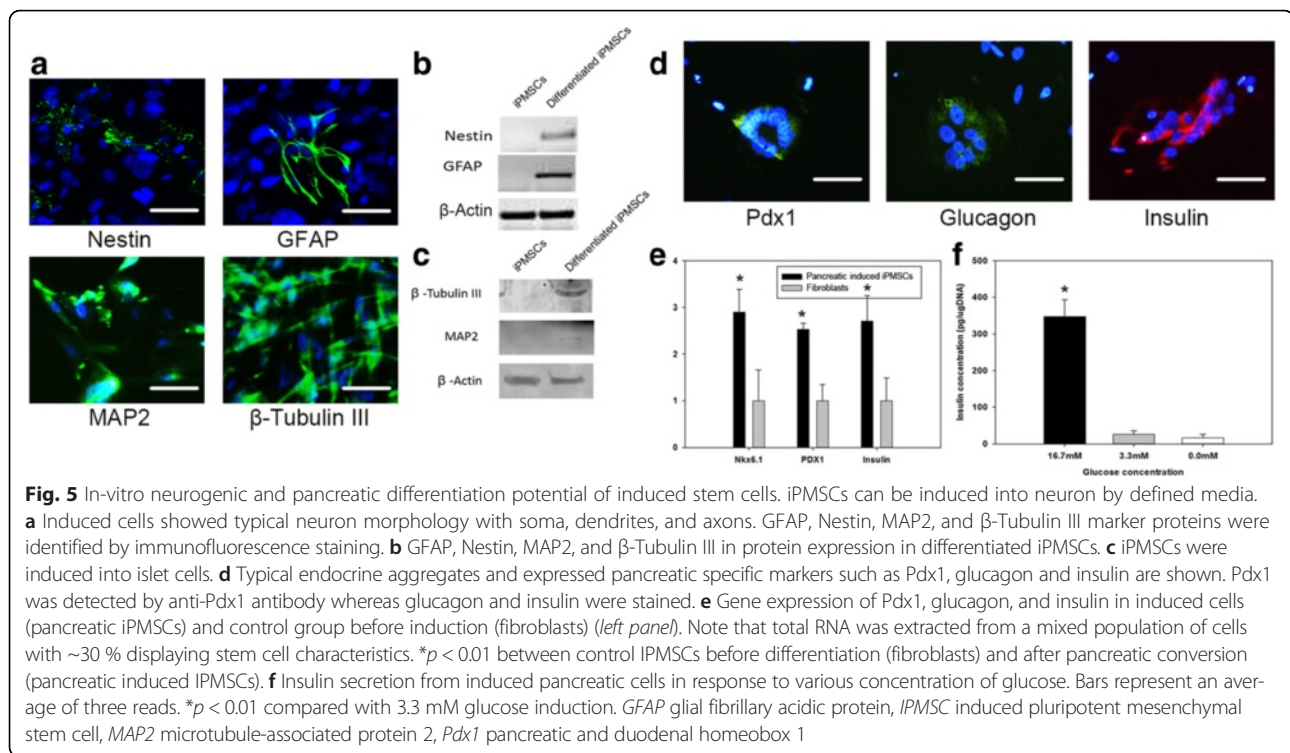 a
Nestin
GFAP
MAP2
β-Tubulin III
b
iPMSCs
Differentiated iPMSCs
Nestin
GFAP
β-Actin
c
iPMSCs
Differentiated iPMSCs
β -Tubulin III
MAP2
β -Actin
d
Pdx1
Glucagon
Insulin
e
4
3
2
1
0
*
*
*
Pancreatic induced iPMSCs
Fibroblasts
Nkx6.1
PDX1
Insulin
f
Insulin concentration (pg/ugDNA)
500
400
300
200
100
0
*
16.7mM
3.3mM
0.0mM
Glucose concentration
Fig. 5 In-vitro neurogenic and pancreatic differentiation potential of induced stem cells. iPMSCs can be induced into neuron by defined media.
a Induced cells showed typical neuron morphology with soma, dendrites, and axons. GFAP, Nestin, MAP2, and β-Tubulin III marker proteins were
identified by immunofluorescence staining. b GFAP, Nestin, MAP2, and β-Tubulin III in protein expression in differentiated iPMSCs. c iPMSCs were
induced into islet cells. d Typical endocrine aggregates and expressed pancreatic specific markers such as Pdx1, glucagon and insulin are shown. Pdx1
was detected by anti-Pdx1 antibody whereas glucagon and insulin were stained. e Gene expression of Pdx1, glucagon, and insulin in induced cells
(pancreatic iPMSCs) and control group before induction (fibroblasts) (left panel). Note that total RNA was extracted from a mixed population of cells
with ~30 % displaying stem cell characteristics. *p < 0.01 between control IPMSCs before differentiation (fibroblasts) and after pancreatic conversion
(pancreatic induced IPMSCs). f Insulin secretion from induced pancreatic cells in response to various concentration of glucose. Bars represent an aver-
age of three reads. *p < 0.01 compared with 3.3 mM glucose induction. GFAP glial fibrillary acidic protein, IPMSC induced pluripotent mesenchymal
stem cell, MAP2 microtubule-associated protein 2, Pdx1 pancreatic and duodenal homeobox 1